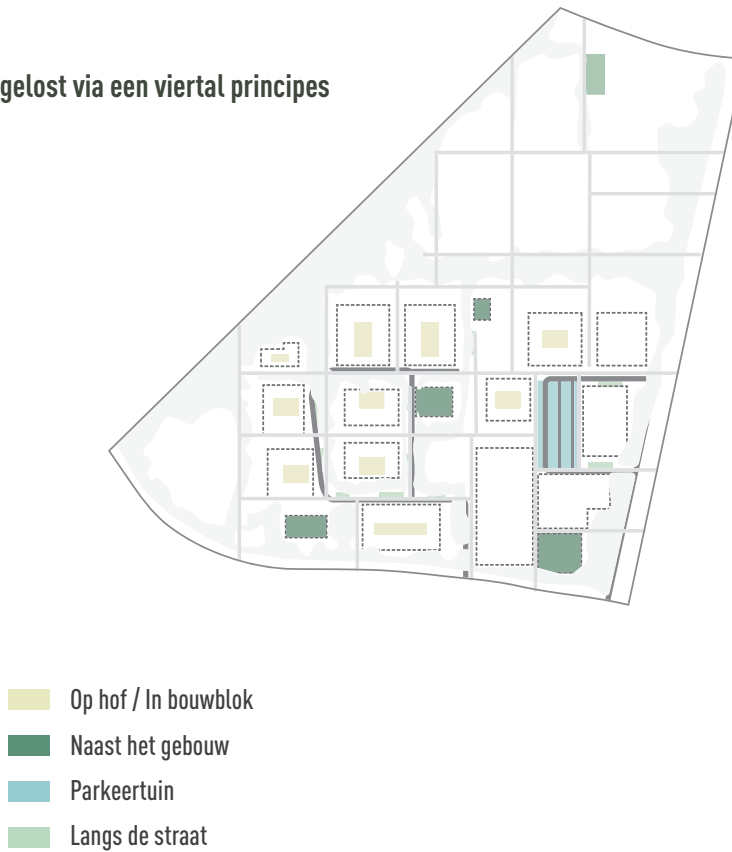 gelost via een viertal principes
Op hof / In bouwblok
Naast het gebouw
Parkeertuin
Langs de straat